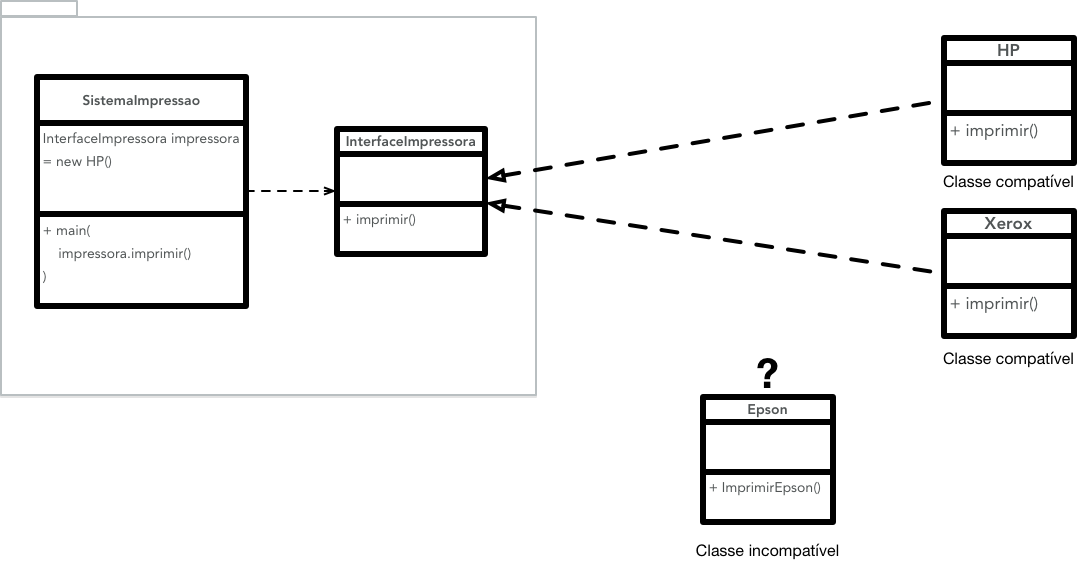 SistemaImpressao
InterfaceImpressora impressora
= new HP()
+ main(
impressora.imprimir()
)
InterfaceImpressora
+ imprimir()
HP
+ imprimir()
Classe compatível
Xerox
+ imprimir()
Classe compatível
?
Epson
+ ImprimirEpson()
Classe incompatível